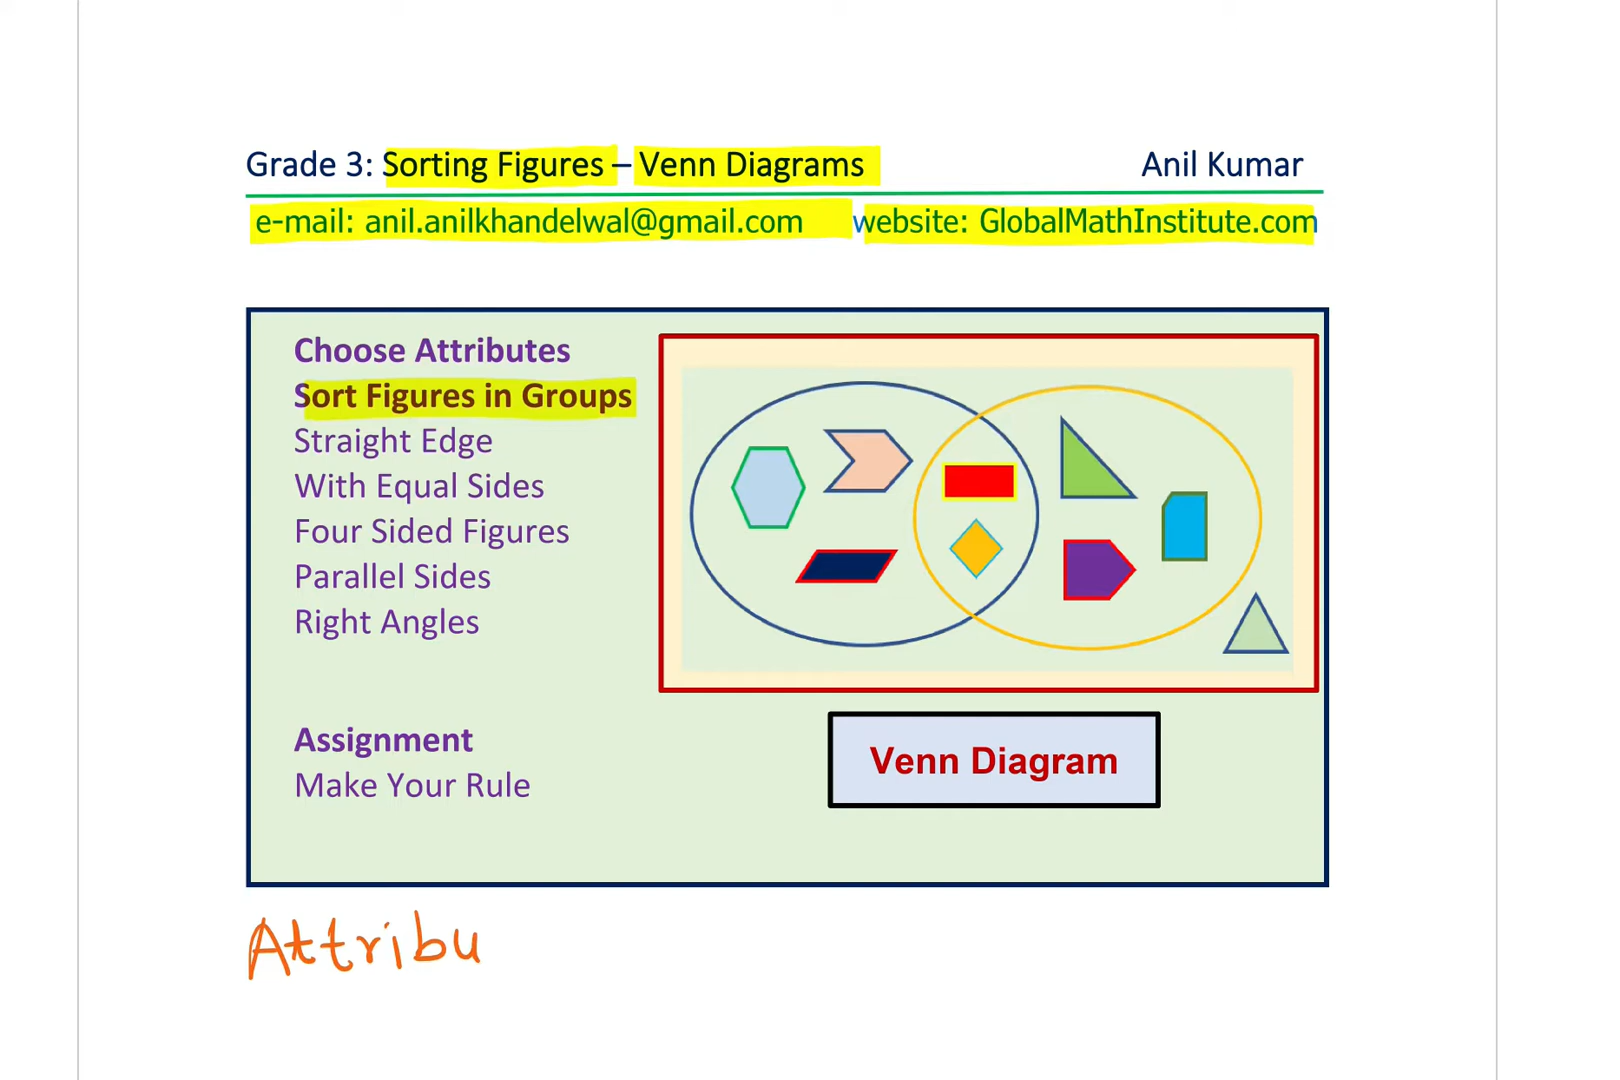 Grade 3: Sorting Figures – Venn Diagrams Anil Kumar
e-mail: anil.anilkhandelwal@gmail.com website: GlobalMathInstitute.com
Choose Attributes
Sort Figures in Groups
Straight Edge
With Equal Sides
Four Sided Figures
Parallel Sides
Right Angles
Assignment
Make Your Rule
Venn Diagram
Attribu